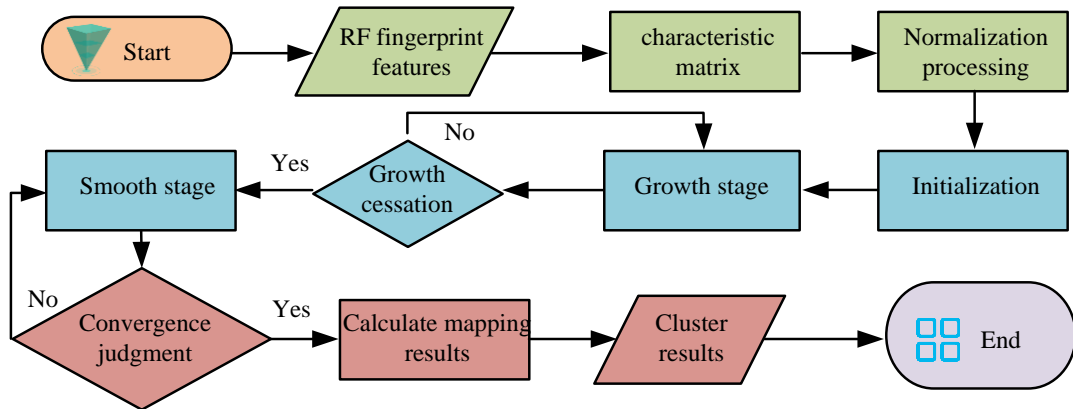 Start
RF fingerprint
features
characteristic
matrix
Normalization
processing
No
Yes
Smooth stage
Growth
cessation
Growth stage
Initialization
No
Convergence
judgment
Yes
Calculate mapping
results
Cluster
results
End